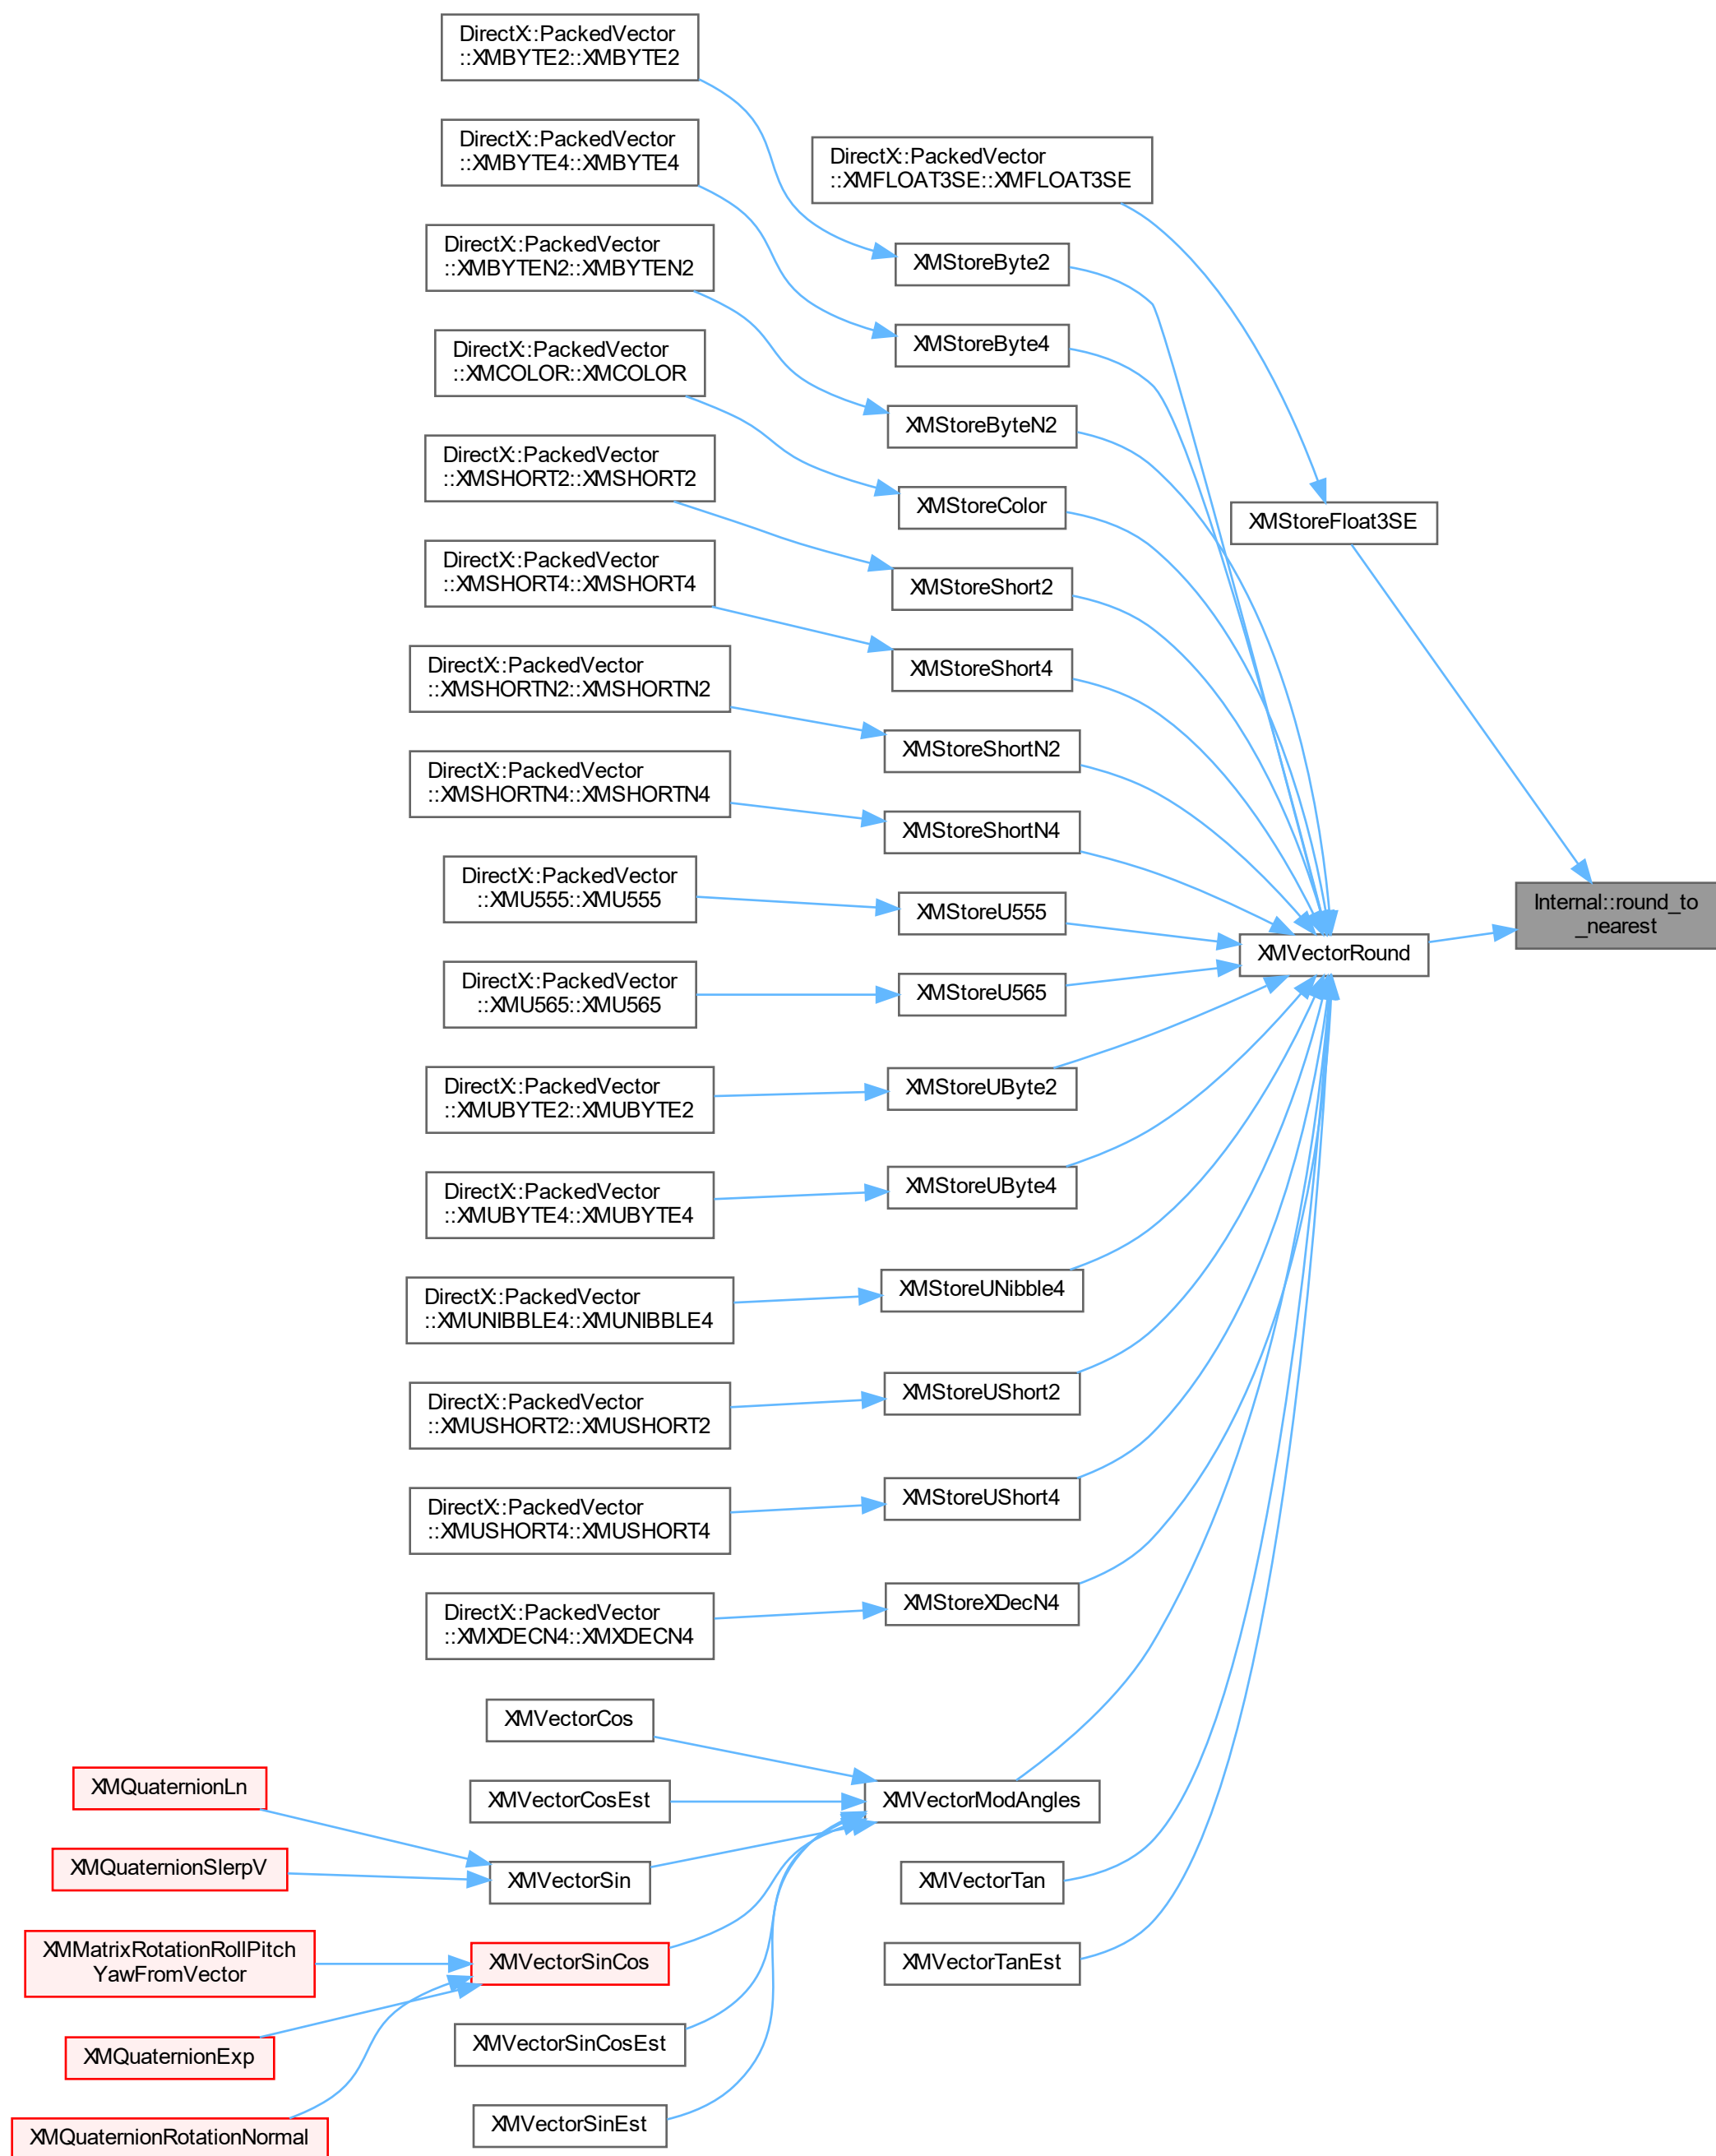 DirectX::PackedVector
::XMBYTE2::XMBYTE2
DirectX::PackedVector
::XMBYTE4::XMBYTE4
DirectX::PackedVector
::XMFLOAT3SE::XMFLOAT3SE
DirectX::PackedVector
::XMBYTEN2::XMBYTEN2
XMStoreByte2
DirectX::PackedVector
::XMCOLOR::XMCOLOR
XMStoreByte4
XMStoreByteN2
DirectX::PackedVector
::XMSHORT2::XMSHORT2
XMStoreColor
XMStoreFloat3SE
DirectX::PackedVector
::XMSHORT4::XMSHORT4
XMStoreShort2
DirectX::PackedVector
::XMSHORTN2::XMSHORTN2
XMStoreShort4
XMStoreShortN2
DirectX::PackedVector
::XMSHORTN4::XMSHORTN4
XMStoreShortN4
DirectX::PackedVector
::XMU555::XMU555
XMStoreU555
Internal::round_to
_nearest
XMVectorRound
DirectX::PackedVector
::XMU565::XMU565
XMStoreU565
DirectX::PackedVector
::XMUBYTE2::XMUBYTE2
XMStoreUByte2
DirectX::PackedVector
::XMUBYTE4::XMUBYTE4
XMStoreUByte4
DirectX::PackedVector
::XMUNIBBLE4::XMUNIBBLE4
XMStoreUNibble4
DirectX::PackedVector
::XMUSHORT2::XMUSHORT2
XMStoreUShort2
DirectX::PackedVector
::XMUSHORT4::XMUSHORT4
XMStoreUShort4
DirectX::PackedVector
::XMXDECN4::XMXDECN4
XMStoreXDecN4
XMVectorCos
XMQuaternionLn
XMVectorCosEst
XMVectorModAngles
XMQuaternionSlerpV
XMVectorSin
XMVectorTan
XMMatrixRotationRollPitch
YawFromVector
XMVectorSinCos
XMVectorTanEst
XMQuaternionExp
XMVectorSinCosEst
XMVectorSinEst
XMQuaternionRotationNormal